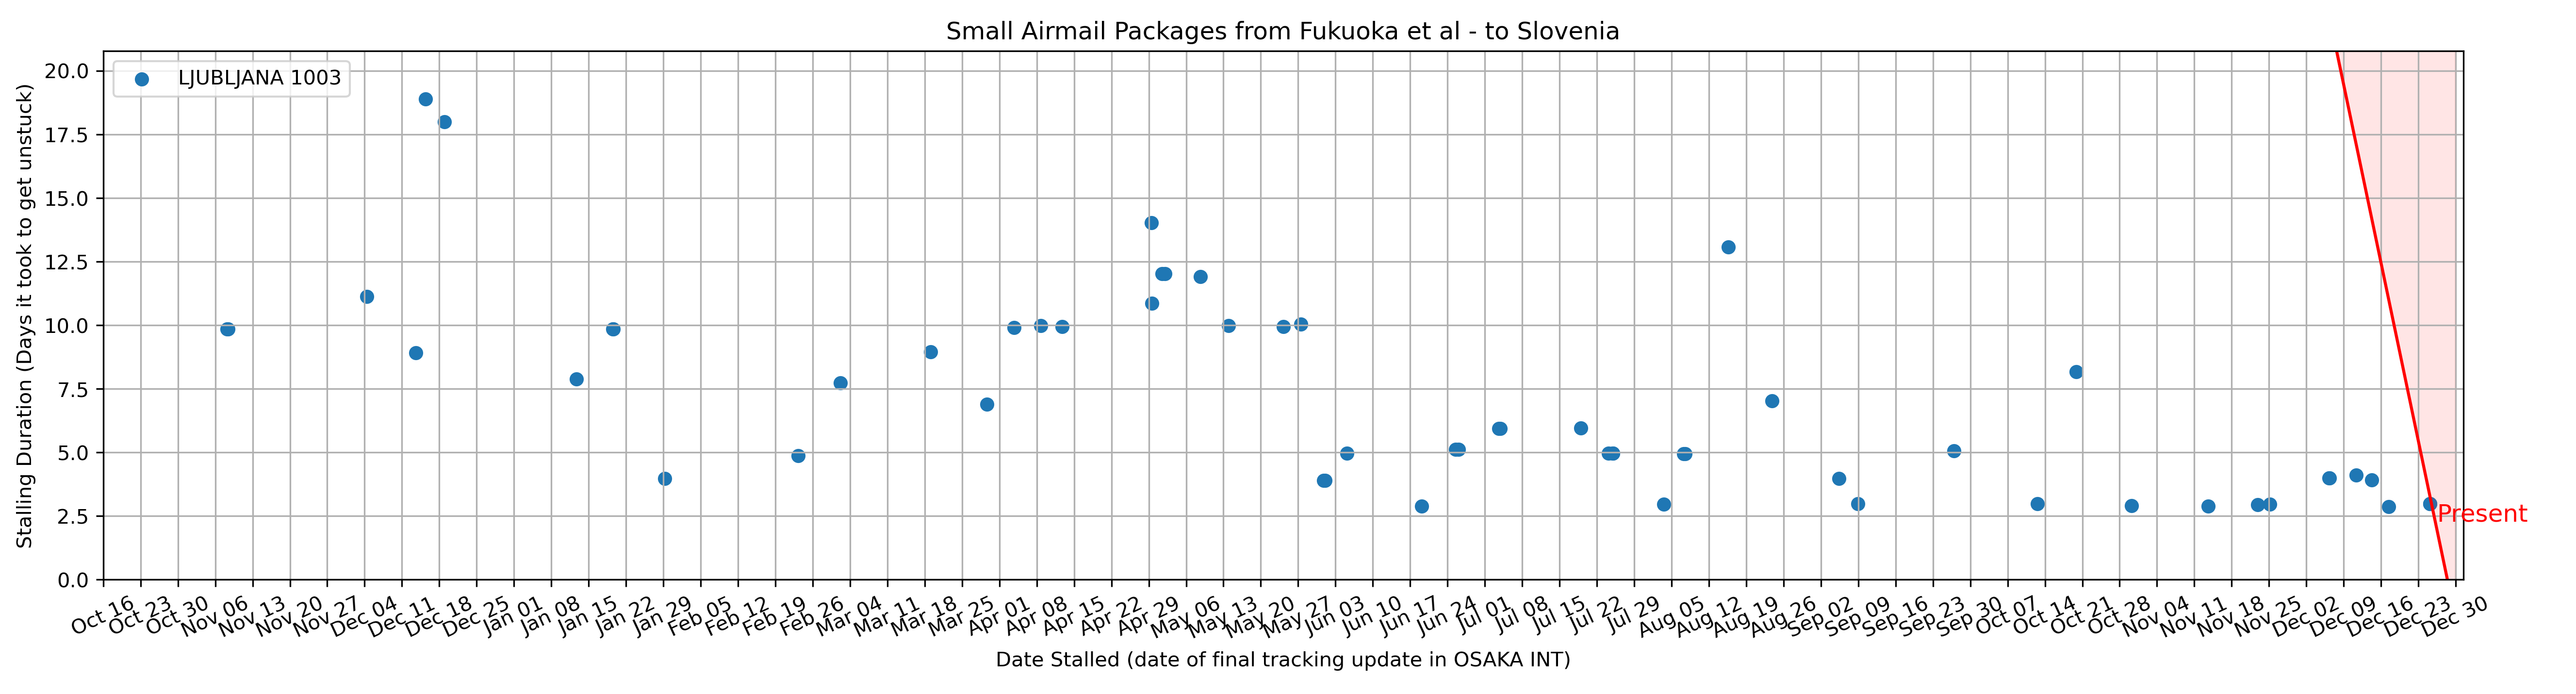 Small Airmail Packages from Fukuoka et al - to Slovenia
LJUBLJANA 1003
Stalling Duration (Days it took to get unstuck)
20.0
17.5
15.0
12.5
10.0
7.5
5.0
2.5
0.0
Present
Oct 16 Oct 23 Oct 30 Nov 06 Nov 13 Nov 20 Nov 27 Dec 04 Dec 11 Dec 18 Dec 25 Jan 01 Jan 08 Jan 15 Jan 22 Jan 29 Feb 05 Feb 12 Feb 19 Feb 26 Mar 04 Mar 11 Mar 18 Mar 25 Apr 01 Apr 08 Apr 15 Apr 22 Apr 29 May 06 May 13 May 20 May 27 Jun 03 Jun 10 Jun 17 Jun 24 Jul 01 Jul 08 Jul 15 Jul 22 Jul 29 Aug 05 Aug 12 Aug 19 Aug 26 Sep 02 Sep 09 Sep 16 Sep 23 Sep 30 Oct 07 Oct 14 Oct 21 Oct 28 Nov 04 Nov 11 Nov 18 Nov 25 Dec 02 Dec 09 Dec 16 Dec 23 Dec 30
Date Stalled (date of final tracking update in OSAKA INT)